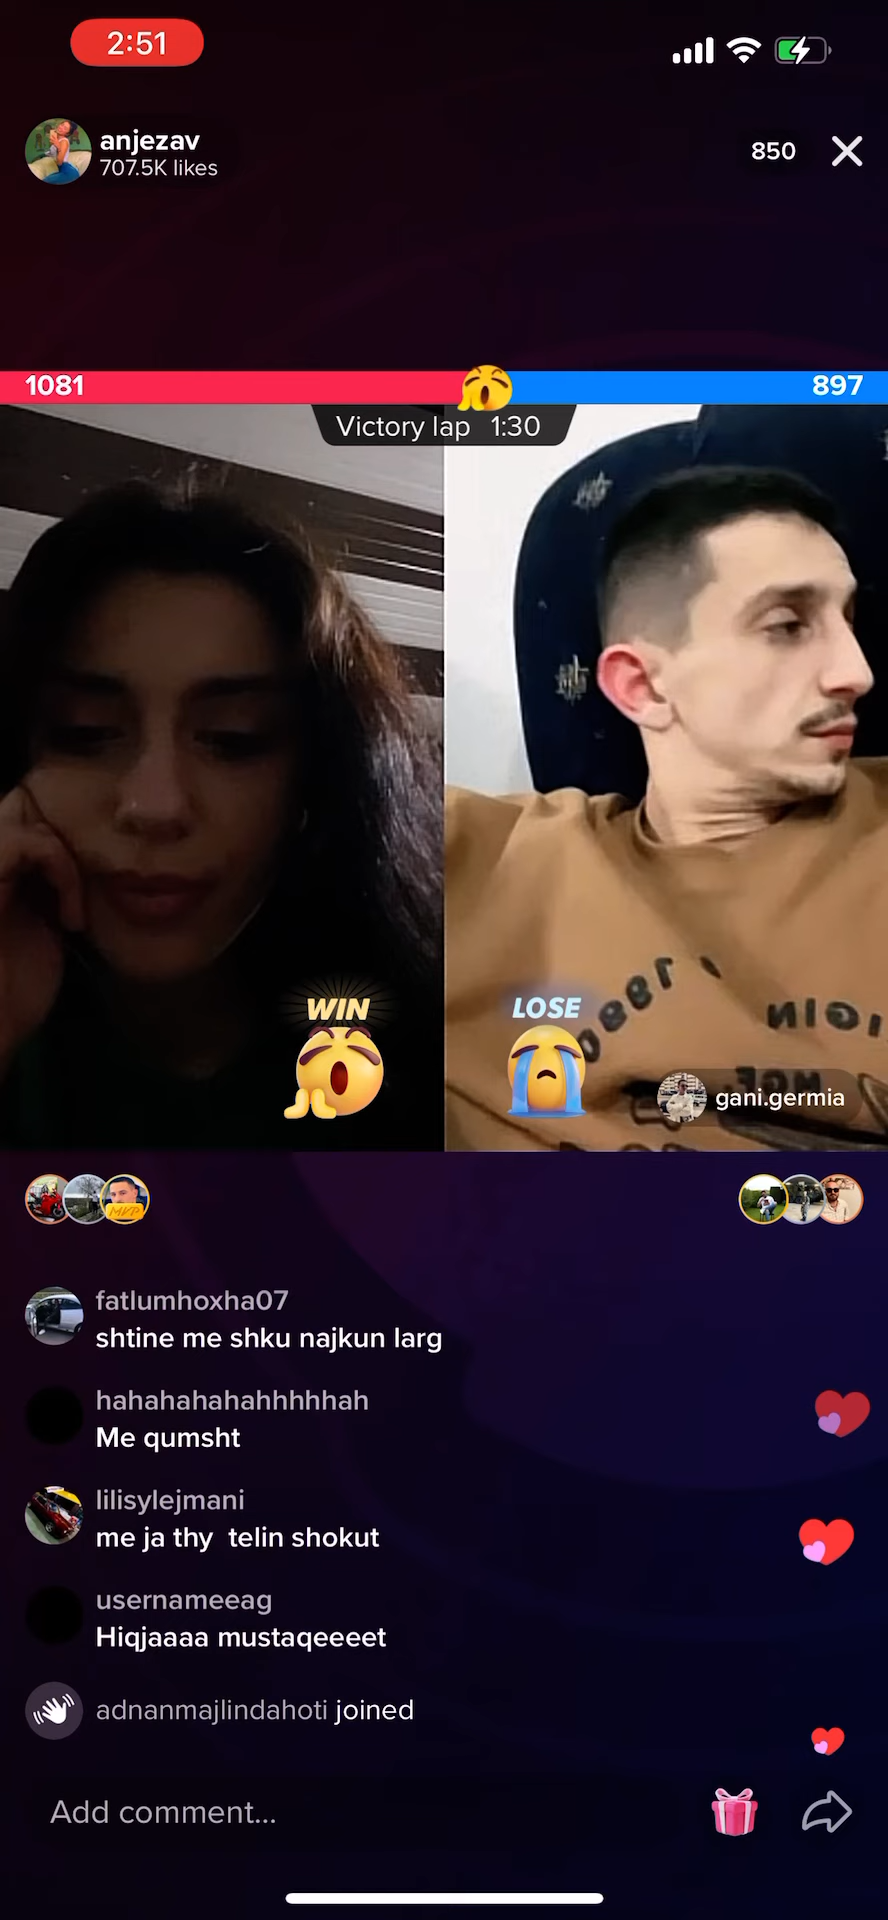 2:51
anjezav
707.5K likes
850
1081
897
Victory lap 1:30
WIN
LOSE
gani.germia
MVP
fatlumhoxha07
shtine me shku najkun larg
hahahahahahhhhhah
Me qumsht
lilisylejmani
me ja thy telin shokut
usernameeag
Hiqjaaaa mustaqeeeet
adnanmajlindahoti joined
Add comment...